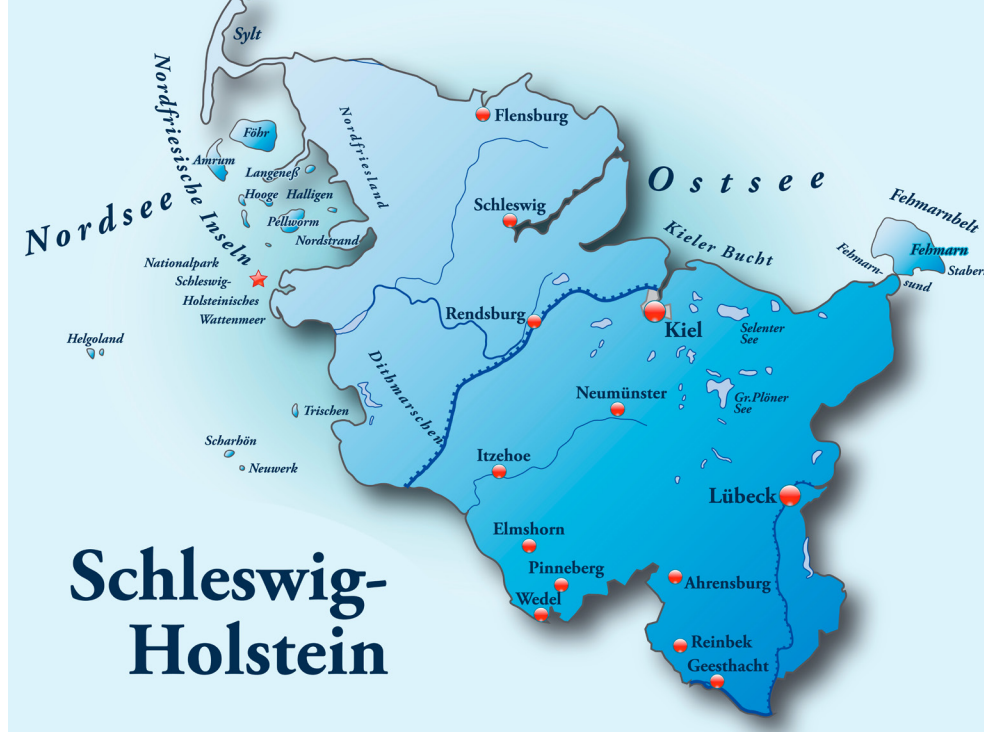 Sylt
Nordfriesische Inseln
Föhr
Amrum
Langeneß
Hooge
Halligen
Pellworm
Nordstrand
Nordfriesland
Nordsee
Nationalpark
Schleswig-
Holsteinisches
Wattenmeer
Helgoland
Trischen
Scharhön
Neuwerk
Flensburg
Schleswig
Ostsee
Kieler Bucht
Fehmarnbelt
Fehmarn
Fehmarn-
sund
Staber
Rendsburg
Kiel
Selenter
See
Dithmarschen
Neumünster
Gr.Plöner
See
Itzehoe
Lübeck
Elmshorn
Pinneberg
Wedel
Ahrensburg
Reinbek
Geesthacht
Schleswig-
Holstein